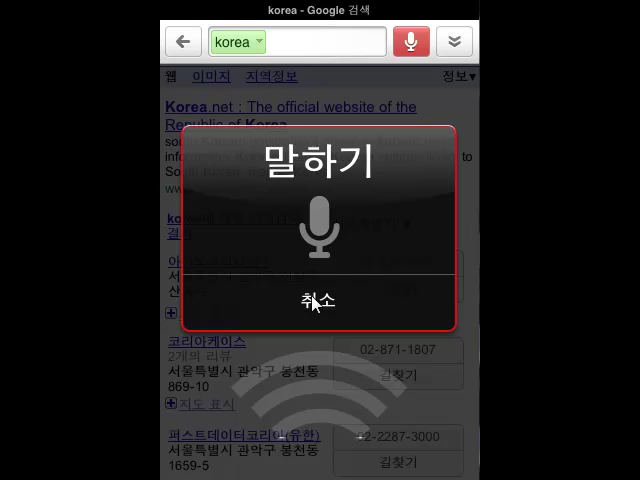 korea - Google 검색
korea
웹 이미지 지역정보 정보▾
Korea.net : The official website of the
Republic of Korea
말하기
취소
코리아케이스
2개의 리뷰
서울특별시 관악구 봉천동
869-10
02-871-1807
길찾기
지도 표시
퍼스트데이터코리아(유한)
서울특별시 관악구 봉천동
1659-5
02-2287-3000
길찾기